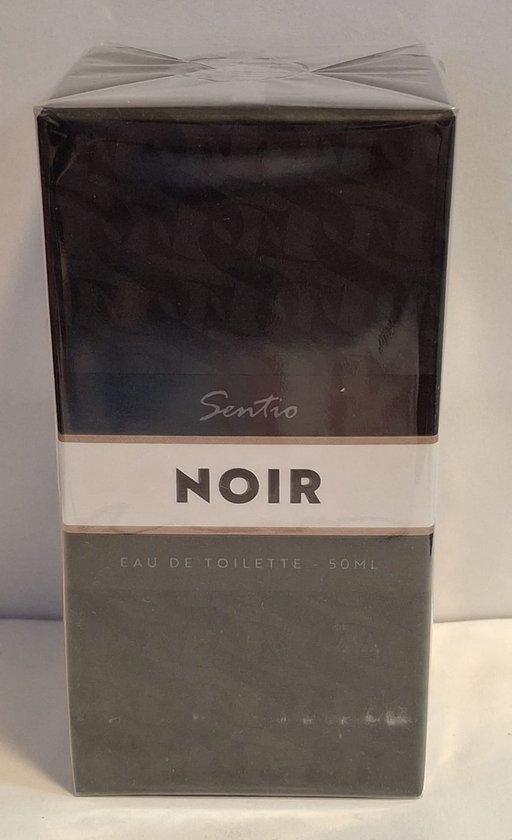 Sentio
NOIR
EAU DE TOILETTE - 50ML